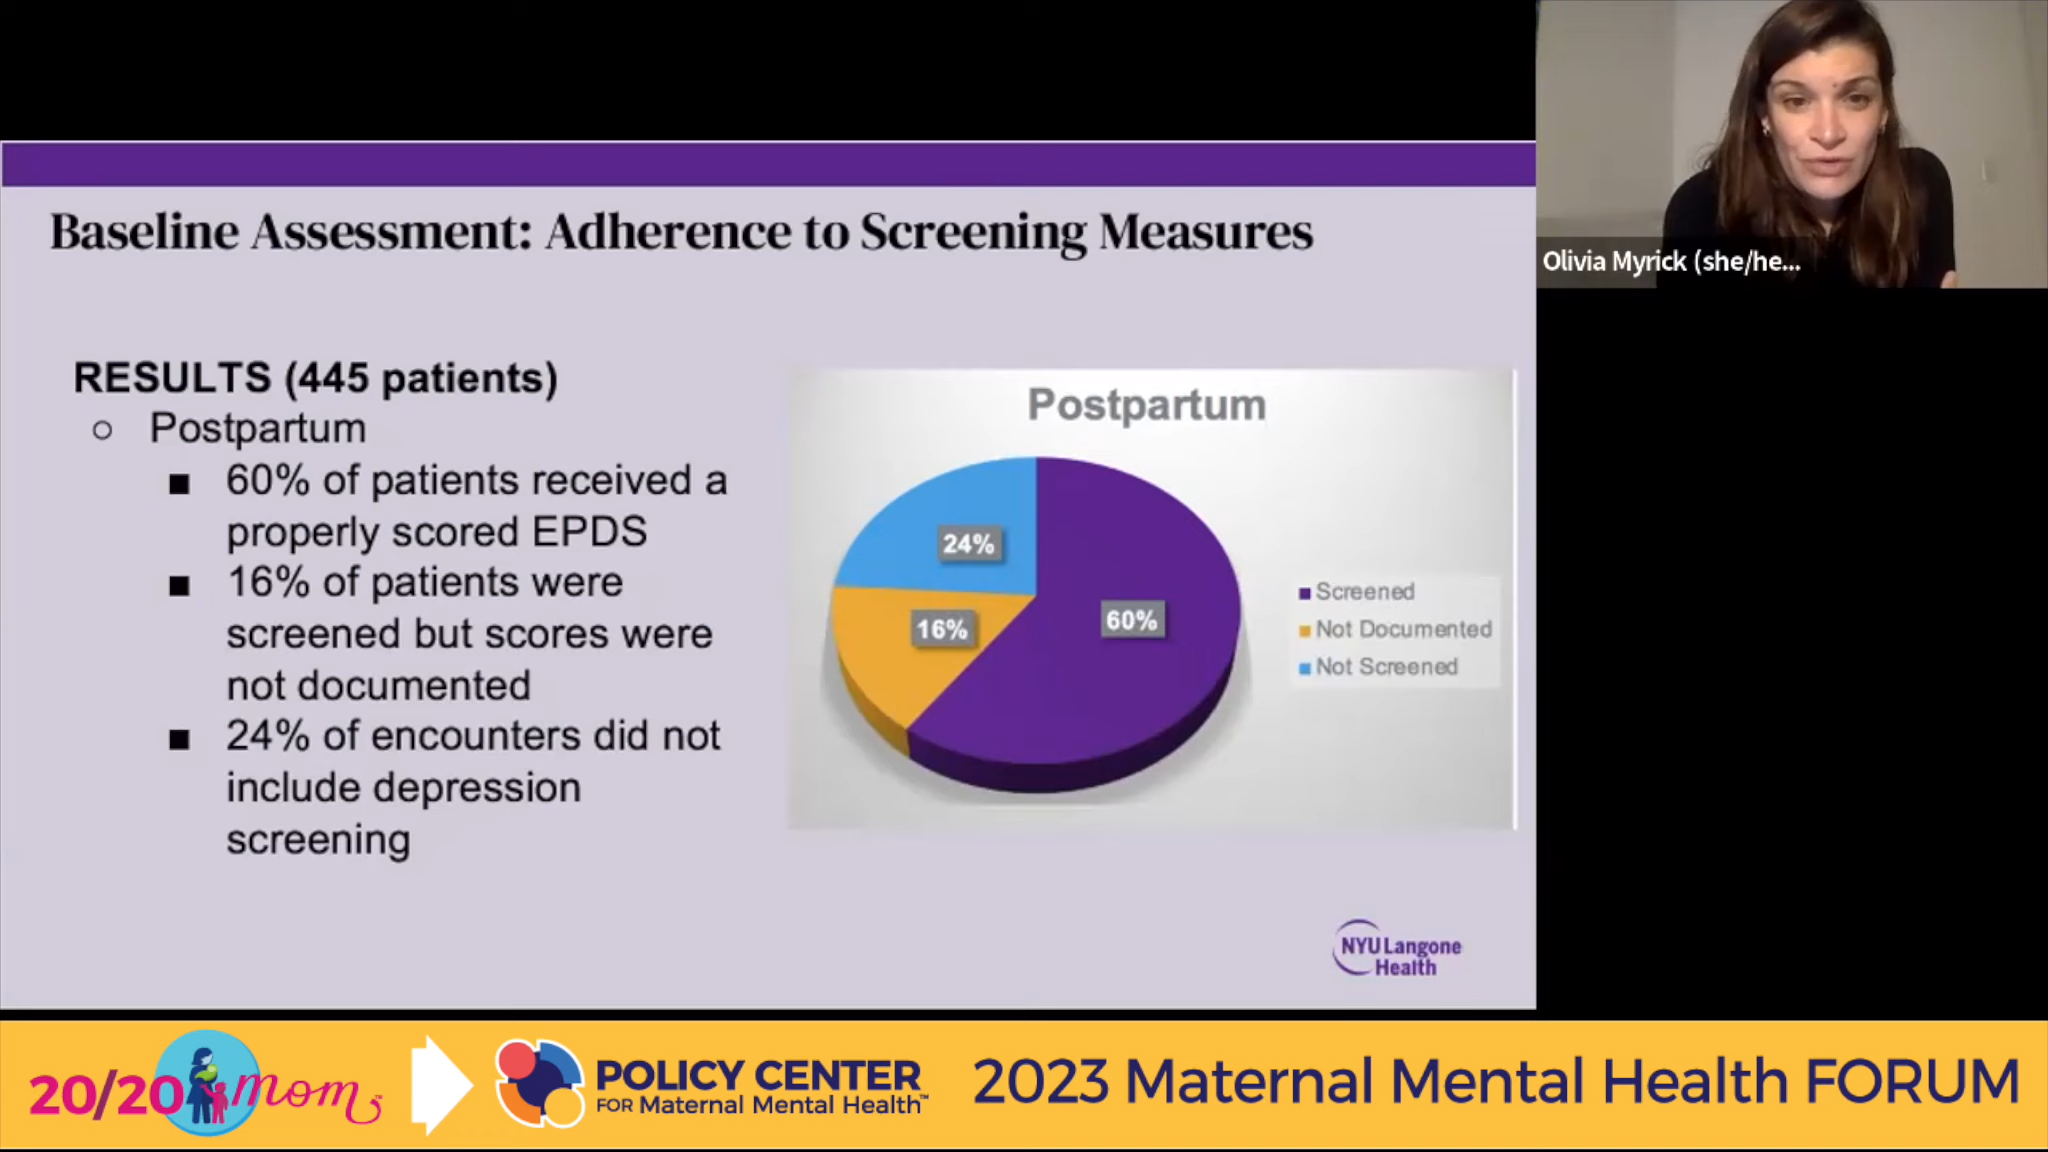 Olivia Myrick (she/he...
Baseline Assessment: Adherence to Screening Measures
RESULTS (445 patients)
○ Postpartum
■ 60% of patients received a
properly scored EPDS
■ 16% of patients were
screened but scores were
not documented
■ 24% of encounters did not
include depression
screening
Postpartum
24%
16%
60%
Screened
Not Documented
Not Screened
NYU Langone
Health
20/20 mom™
POLICY CENTER
FOR Maternal Mental Health™
2023 Maternal Mental Health FORUM